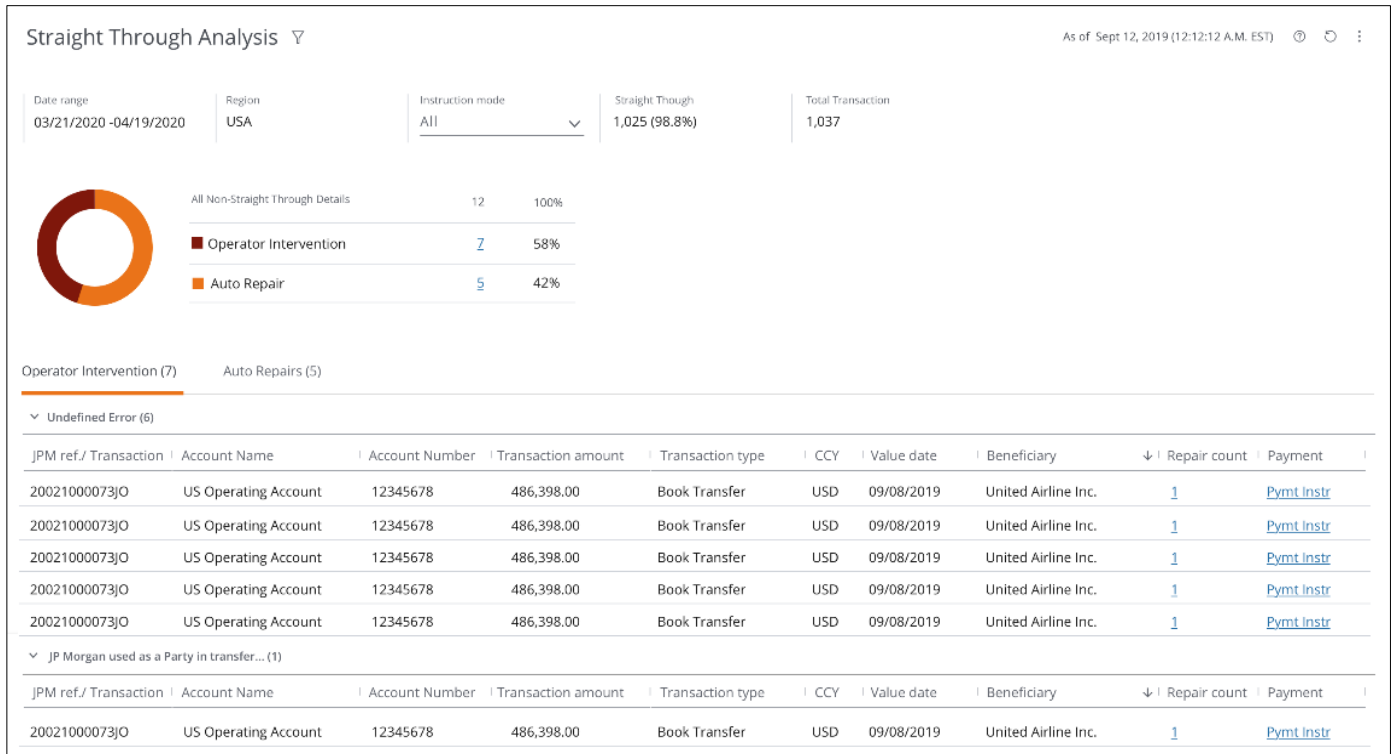 Straight Through Analysis
As of Sept 12, 2019 (12:12:12 A.M. EST)
Date range Region Instruction mode Straight Though Total Transaction
03/21/2020 -04/19/2020 USA All 1,025 (98.8%) 1,037
All Non-Straight Through Details 12 100%
Operator Intervention 7 58%
Auto Repair 5 42%
Operator Intervention (7) Auto Repairs (5)
Undefined Error (6)
JPM ref./ Transaction Account Name Account Number Transaction amount Transaction type CCY Value date Beneficiary Repair count Payment
20021000073JO US Operating Account 12345678 486,398.00 Book Transfer USD 09/08/2019 United Airline Inc. 1 Pymt Instr
20021000073JO US Operating Account 12345678 486,398.00 Book Transfer USD 09/08/2019 United Airline Inc. 1 Pymt Instr
20021000073JO US Operating Account 12345678 486,398.00 Book Transfer USD 09/08/2019 United Airline Inc. 1 Pymt Instr
20021000073JO US Operating Account 12345678 486,398.00 Book Transfer USD 09/08/2019 United Airline Inc. 1 Pymt Instr
20021000073JO US Operating Account 12345678 486,398.00 Book Transfer USD 09/08/2019 United Airline Inc. 1 Pymt Instr
JP Morgan used as a Party in transfer... (1)
JPM ref./ Transaction Account Name Account Number Transaction amount Transaction type CCY Value date Beneficiary Repair count Payment
20021000073JO US Operating Account 12345678 486,398.00 Book Transfer USD 09/08/2019 United Airline Inc. 1 Pymt Instr